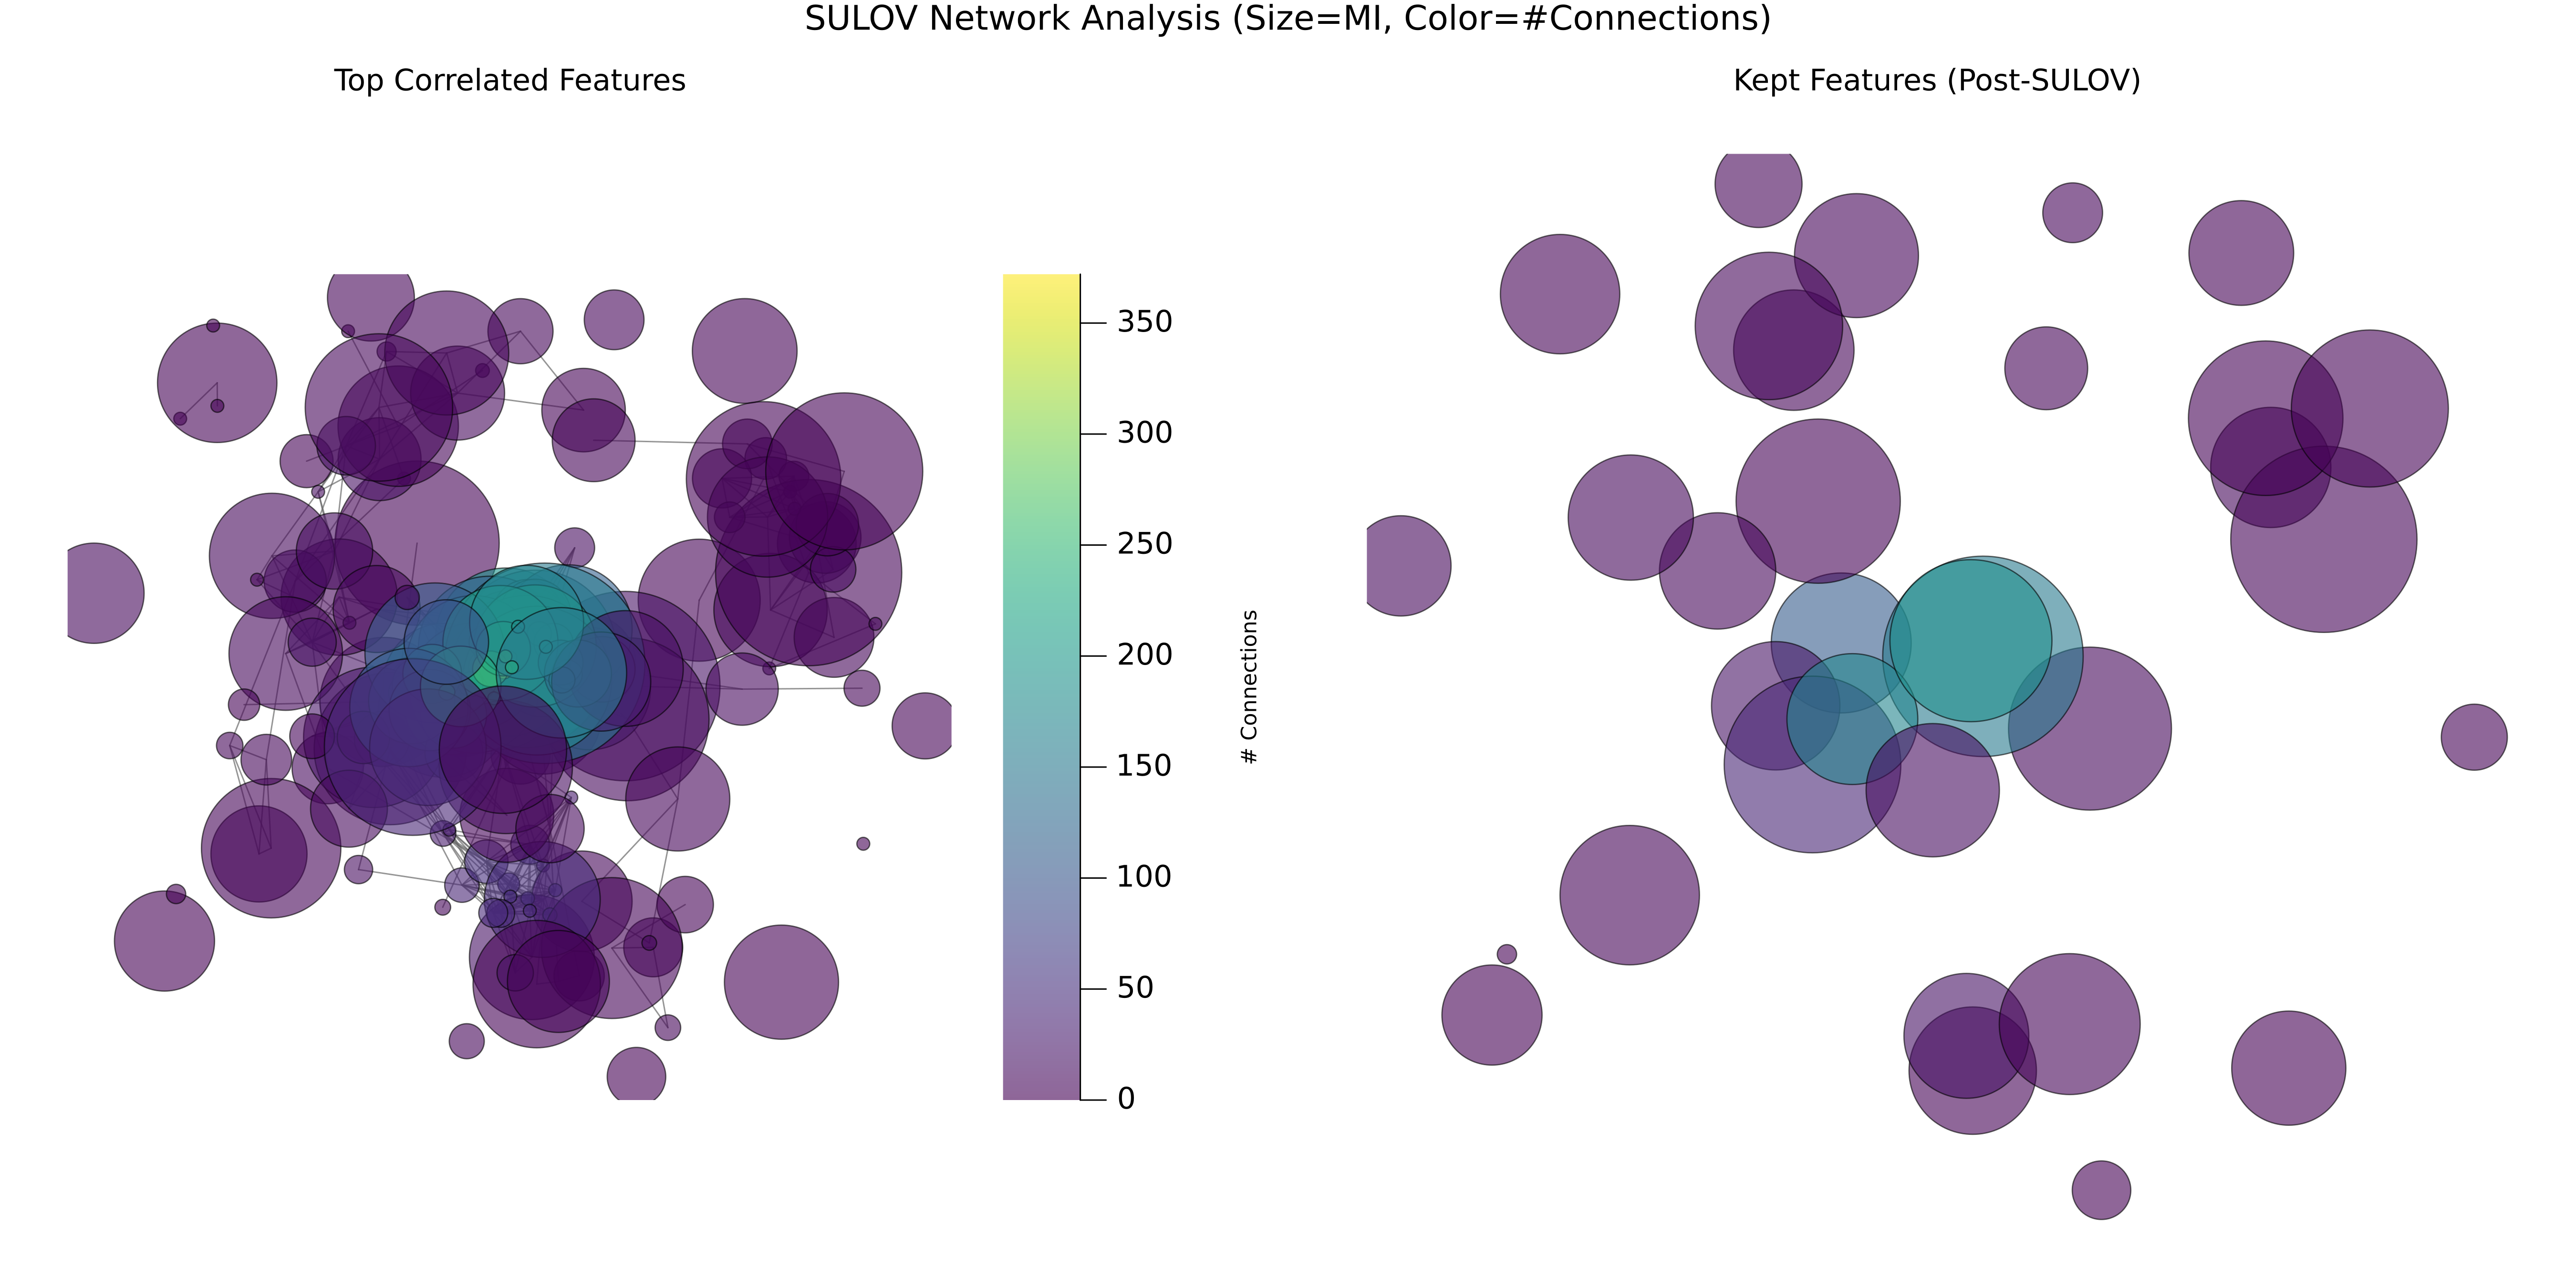 SULOV Network Analysis (Size=MI, Color=#Connections)
Top Correlated Features
Kept Features (Post-SULOV)
350
300
250
200
150
100
50
0
# Connections